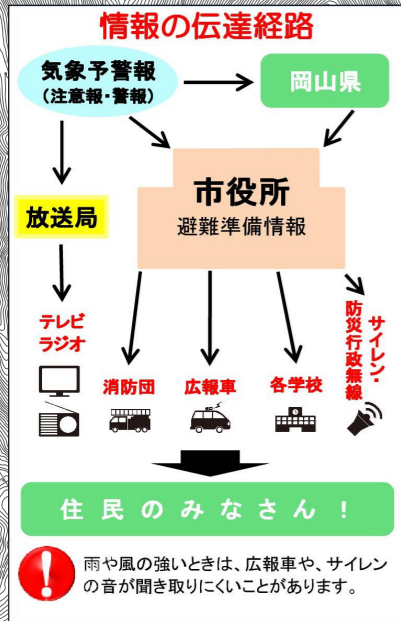 情報の伝達経路
気象予警報
(注意報・警報)
岡山県
市役所
避難準備情報
放送局
テレビ
ラジオ
消防団
広報車
各学校
サイレン・
防災行政無線
住民のみなさん!
雨や風の強いときは、広報車や、サイレン
の音が聞き取りにくいことがあります。